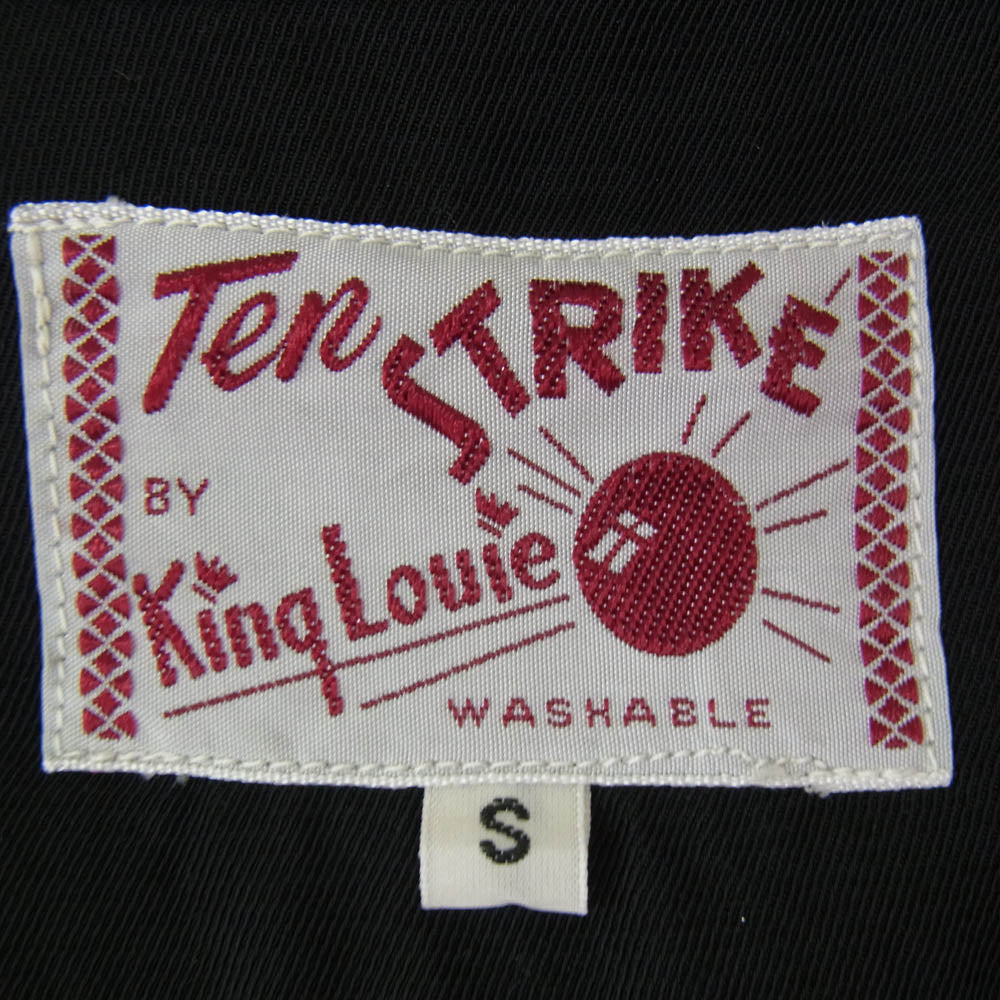 Ten STRIKE
BY
King Louie
WASHABLE
S